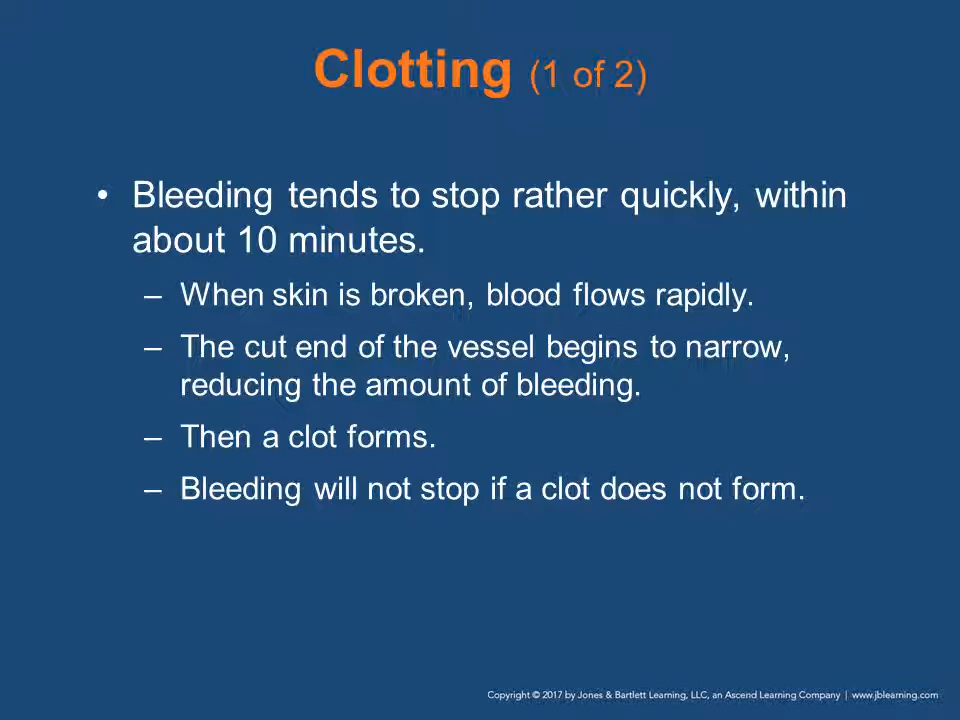 Clotting (1 of 2)
• Bleeding tends to stop rather quickly, within
about 10 minutes.
– When skin is broken, blood flows rapidly.
– The cut end of the vessel begins to narrow,
reducing the amount of bleeding.
– Then a clot forms.
– Bleeding will not stop if a clot does not form.
Copyright © 2017 by Jones & Bartlett Learning, LLC, an Ascend Learning Company | www.jblearning.com